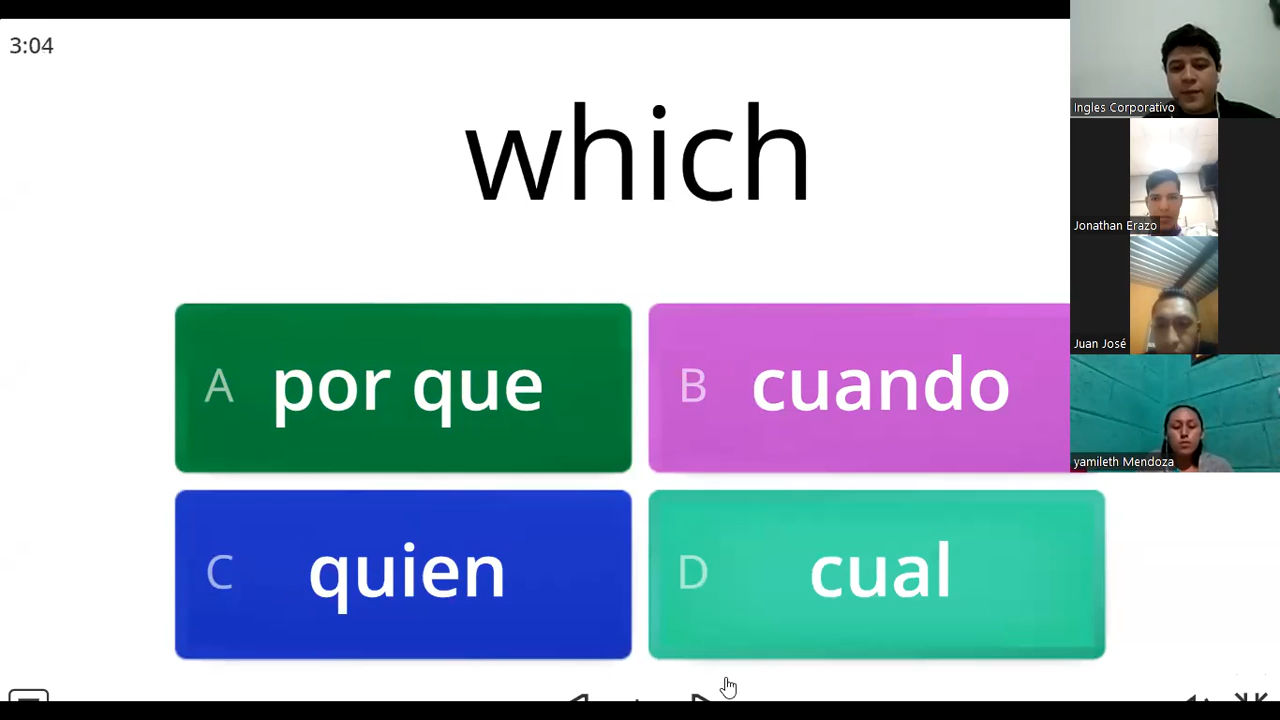 3:04
which
A por que
B cuando
C quien
D cual
Ingles Corporativo
Jonathan Erazo
Juan José
yamileth Mendoza